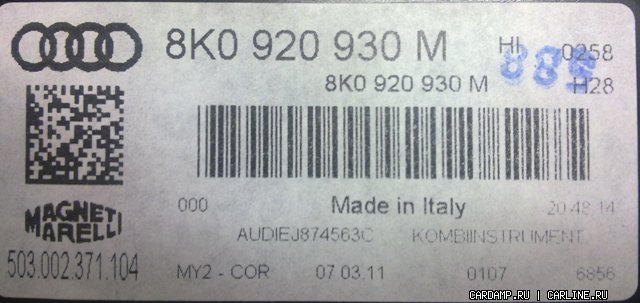 8K0 920 930 M HI 0258
8K0 920 930 M H28
886
000 Made in Italy 20:48:14
MAGNETI MARELLI
AUDIEJ874563C KOMBIINSTRUMENT
503.002.371.104
MY2 - COR 07 03.11 0107 6856
CARDAMP.RU | CARLINE.RU